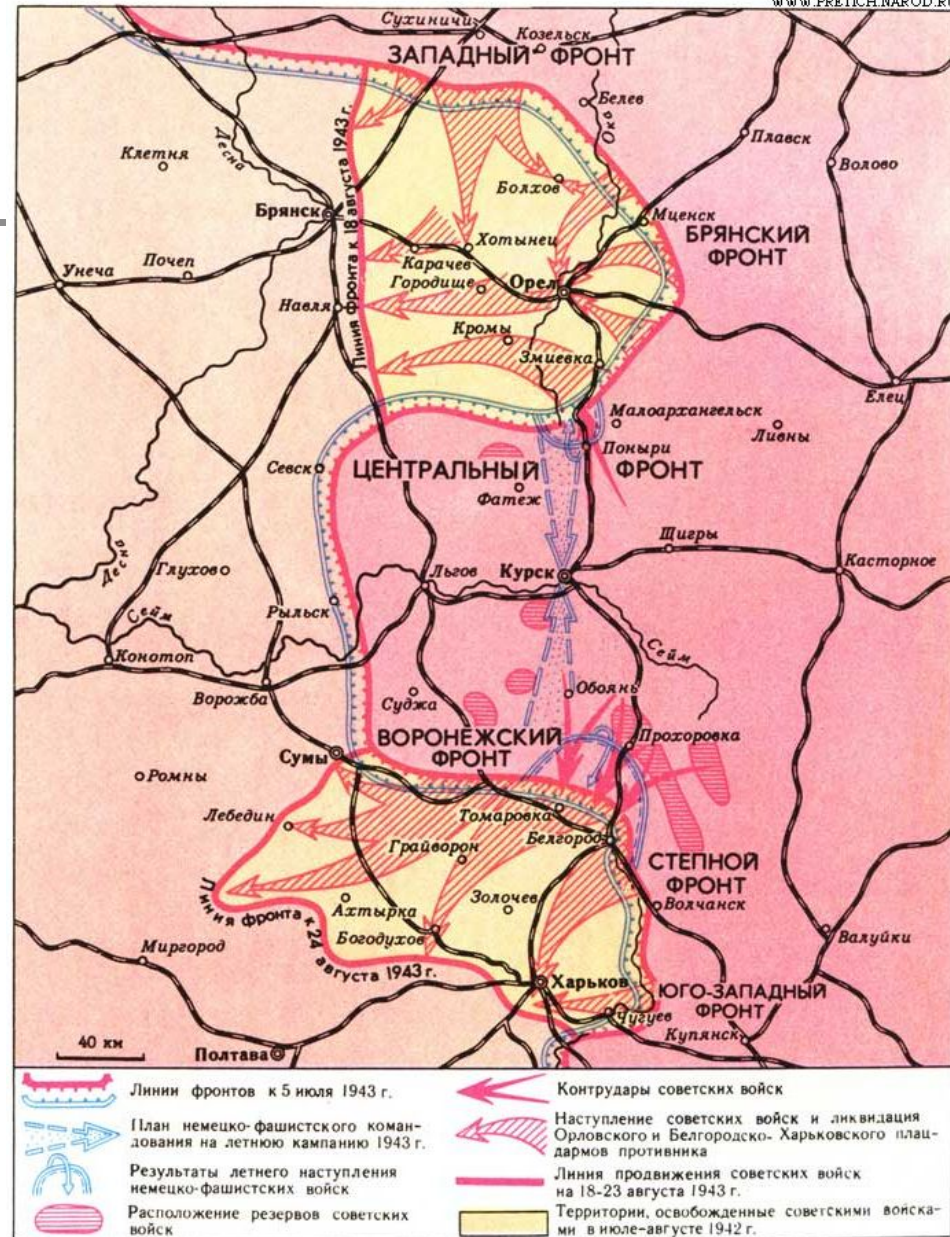 WWW.PRETICH.NAROD.RU
Сухиничи
Козельск
ЗАПАДНЫЙ ФРОНТ
Белев
Ока
Плавск
Десна
Клетня
Волово
Болхов
Линия фронта к 18 августа 1943 г.
Брянск
Мценск
БРЯНСКИЙ
ФРОНТ
Хотынец
Карачев
Почеп
Унеча
Городище
Орел
Навля
Кромы
Змиевка
Елец
Малоархангельск
Ливны
Поныри
Севск
ЦЕНТРАЛЬНЫЙ ФРОНТ
Фатеж
Щигры
Десна
Глухово
Льгов
Курск
Касторное
Рыльск
Сейм
Сейм
Конотоп
Ворожба
Суджа
Обоянь
ВОРОНЕЖСКИЙ
ФРОНТ
Прохоровка
Сумы
Ромны
Лебедин
Томаровка
Белгород
Грайворон
СТЕПНОЙ
ФРОНТ
Золочев
Волчанск
Ахтырка
Линия фронта к 24 августа 1943 г.
Богодухов
Миргород
Валуйки
Харьков
ЮГО-ЗАПАДНЫЙ
ФРОНТ
Чугуев
Купянск
40 км
Полтава
Линии фронтов к 5 июля 1943 г.
План немецко-фашистского коман-
дования на летнюю кампанию 1943 г.
Результаты летнего наступления
немецко-фашистских войск
Расположение резервов советских
войск
Контрудары советских войск
Наступление советских войск и ликвидация
Орловского и Белгородско- Харьковского плац-
дармов противника
Линия продвижения советских войск
на 18-23 августа 1943 г.
Территории, освобожденные советскими войска-
ми в июле-августе 1942 г.